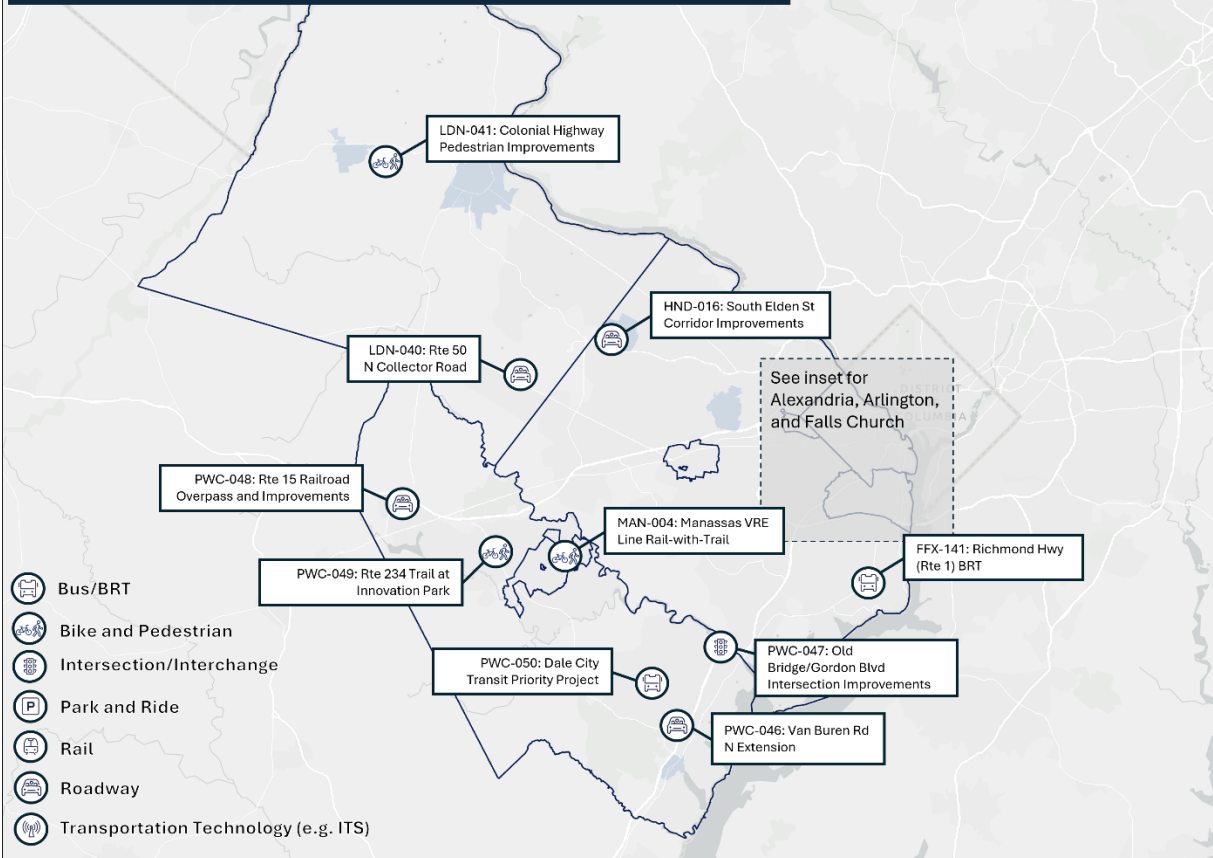 LDN-041: Colonial Highway
Pedestrian Improvements
HND-016: South Elden St
Corridor Improvements
LDN-040: Rte 50
N Collector Road
See inset for
Alexandria, Arlington,
and Falls Church
DISTRICT
COLUMBIA
PWC-048: Rte 15 Railroad
Overpass and Improvements
MAN-004: Manassas VRE
Line Rail-with-Trail
FFX-141: Richmond Hwy
(Rte 1) BRT
PWC-049: Rte 234 Trail at
Innovation Park
PWC-047: Old
Bridge/Gordon Blvd
Intersection Improvements
PWC-050: Dale City
Transit Priority Project
PWC-046: Van Buren Rd
N Extension
Bus/BRT
Bike and Pedestrian
Intersection/Interchange
P
Park and Ride
Rail
Roadway
Transportation Technology (e.g. ITS)